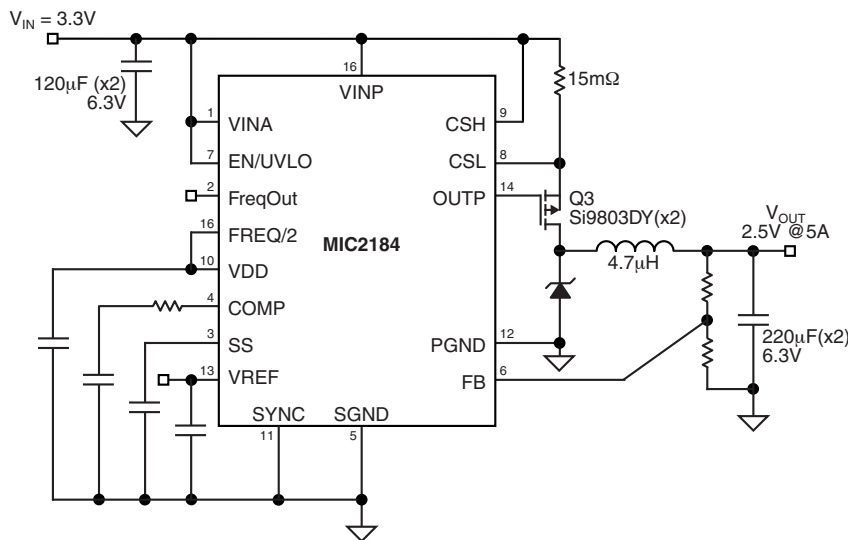 VIN = 3.3V
120µF (x2)
6.3V
16
VINP
15mΩ
1
VINA
CSH
9
7
EN/UVLO
CSL
8
2
FreqOut
OUTP
14
Q3
Si9803DY(x2)
16
FREQ/2
MIC2184
VOUT
2.5V @5A
10
VDD
4.7µH
4
COMP
3
SS
PGND
12
220µF(x2)
6.3V
13
VREF
FB
6
SYNC
SGND
11
5